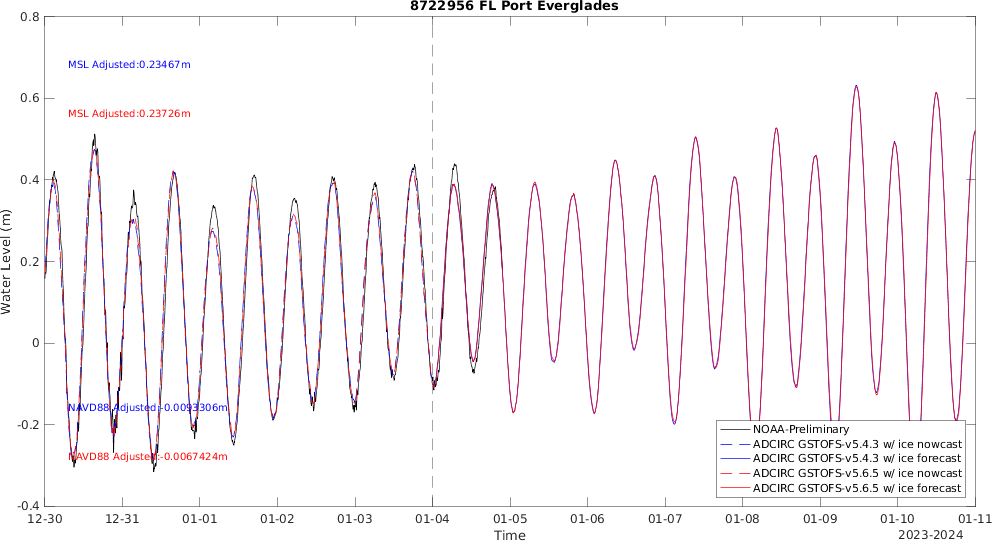 8722956 FL Port Everglades
MSL Adjusted:0.23467m
MSL Adjusted:0.23726m
NAVD88 Adjusted:-0.0093306m
NAVD88 Adjusted:-0.0067424m
Water Level (m)
0.8
0.6
0.4
0.2
0
-0.2
-0.4
NOAA-Preliminary
ADCIRC GSTOFS-v5.4.3 w/ ice nowcast
ADCIRC GSTOFS-v5.4.3 w/ ice forecast
ADCIRC GSTOFS-v5.6.5 w/ ice nowcast
ADCIRC GSTOFS-v5.6.5 w/ ice forecast
12-30 12-31 01-01 01-02 01-03 01-04 01-05 01-06 01-07 01-08 01-09 01-10 01-11
Time
2023-2024